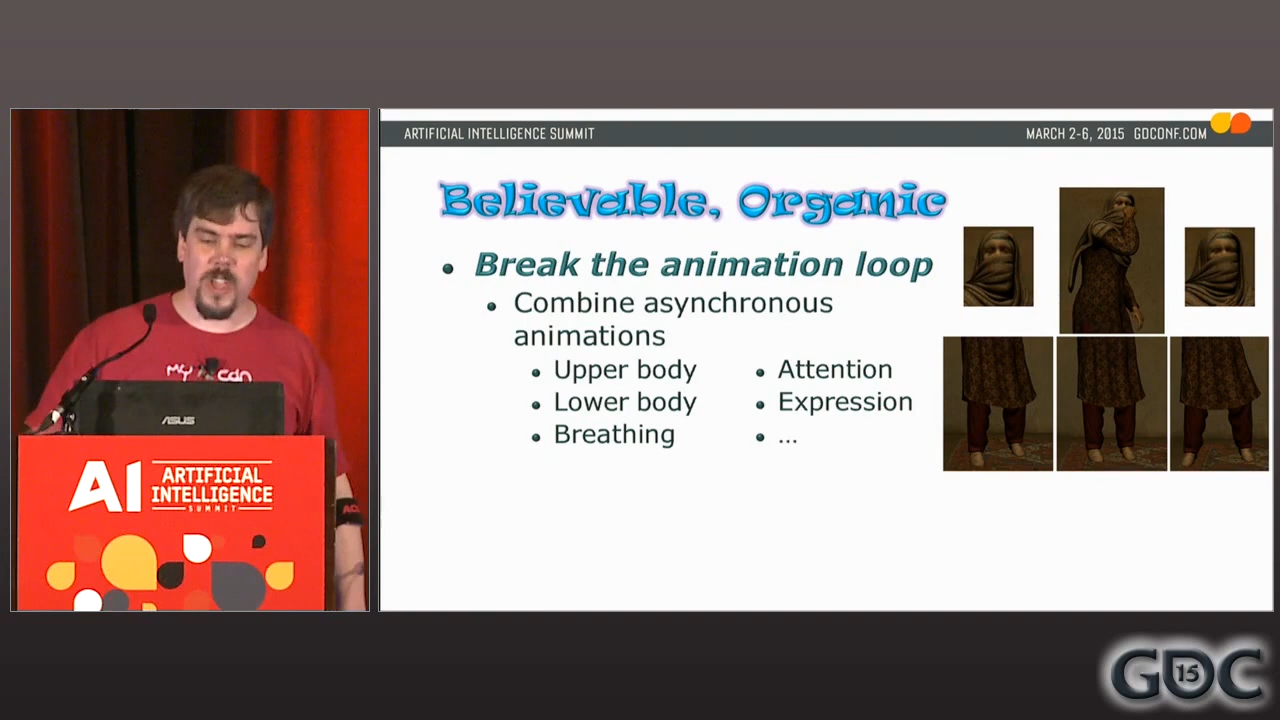 ARTIFICIAL INTELLIGENCE SUMMIT
MARCH 2-6, 2015 GDCONF.COM
Believable, Organic
Break the animation loop
Combine asynchronous
animations
Upper body
Lower body
Breathing
Attention
Expression
...
ASUS
AI ARTIFICIAL
INTELLIGENCE
SUMMIT
GDC
15